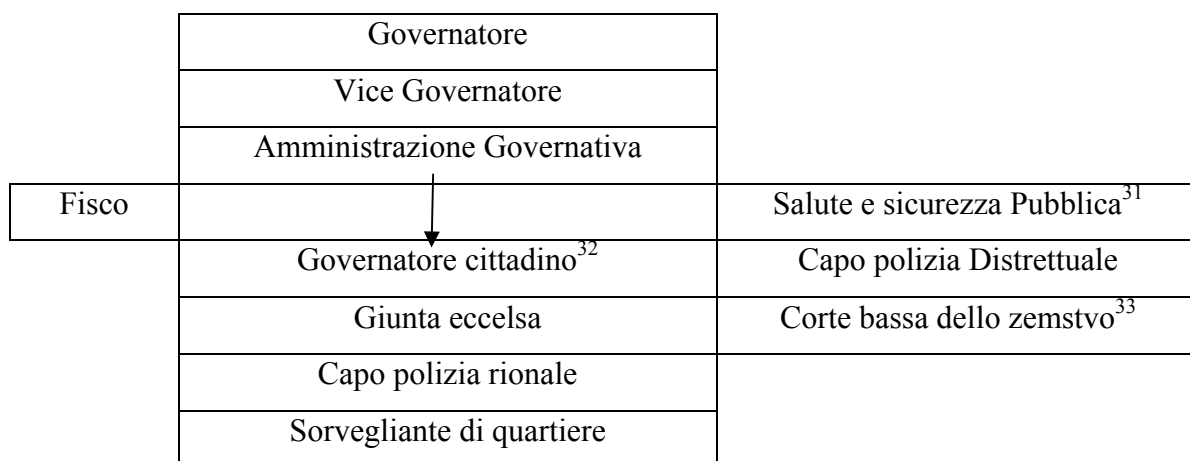 Governatore
Vice Governatore
Amministrazione Governativa
Fisco Salute e sicurezza Pubblica31
Governatore cittadino32 Capo polizia Distrettuale
Giunta eccelsa Corte bassa dello zemstvo33
Capo polizia rionale
Sorvegliante di quartiere